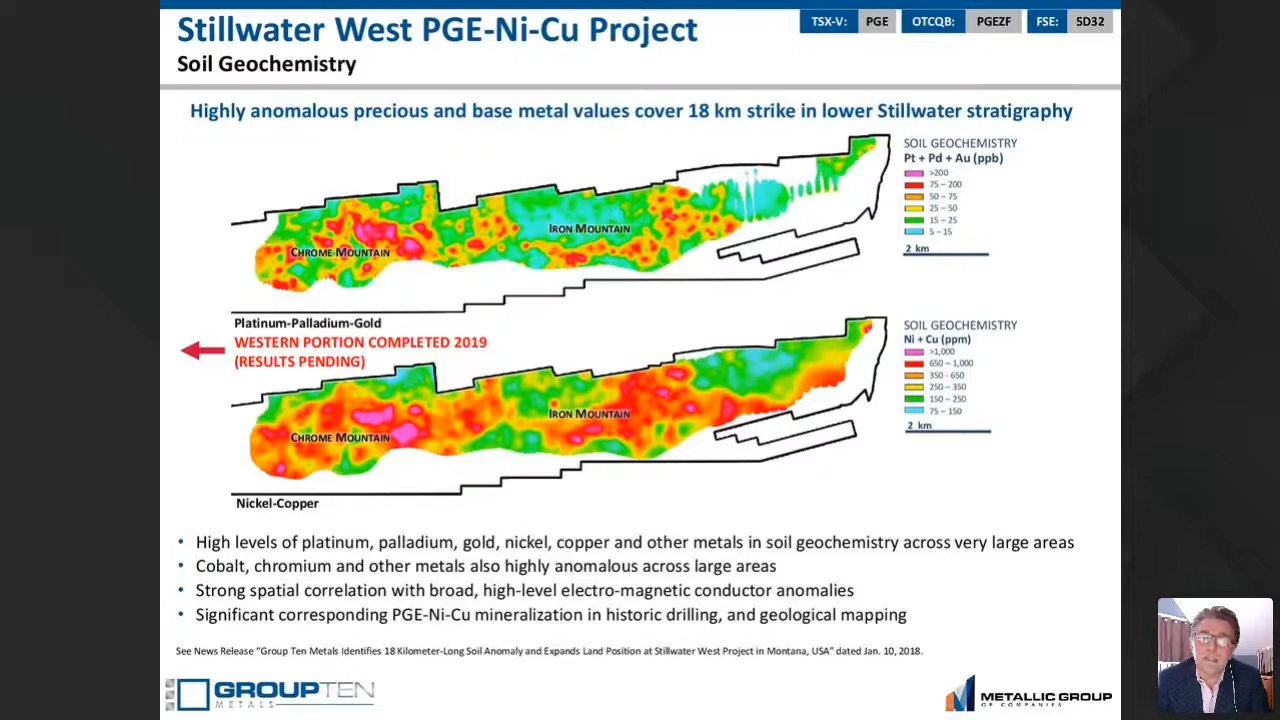 Stillwater West PGE-Ni-Cu Project
TSX-V: PGE OTCQB: PGEZF FSE: 5D32
Soil Geochemistry
Highly anomalous precious and base metal values cover 18 km strike in lower Stillwater stratigraphy
SOIL GEOCHEMISTRY
Pt + Pd + Au (ppb)
>200
75 – 200
50 – 75
25 – 50
15 – 25
5 – 15
2 km
IRON MOUNTAIN
CHROME MOUNTAIN
Platinum-Palladium-Gold
WESTERN PORTION COMPLETED 2019
(RESULTS PENDING)
SOIL GEOCHEMISTRY
Ni + Cu (ppm)
>1,000
650 – 1,000
350 - 650
250 – 350
150 – 250
75 – 150
2 km
IRON MOUNTAIN
CHROME MOUNTAIN
Nickel-Copper
• High levels of platinum, palladium, gold, nickel, copper and other metals in soil geochemistry across very large areas
• Cobalt, chromium and other metals also highly anomalous across large areas
• Strong spatial correlation with broad, high-level electro-magnetic conductor anomalies
• Significant corresponding PGE-Ni-Cu mineralization in historic drilling, and geological mapping
See News Release “Group Ten Metals Identifies 18 Kilometer-Long Soil Anomaly and Expands Land Position at Stillwater West Project in Montana, USA” dated Jan. 10, 2018.
GROUP TEN
METALS
METALLIC GROUP
OF COMPANIES